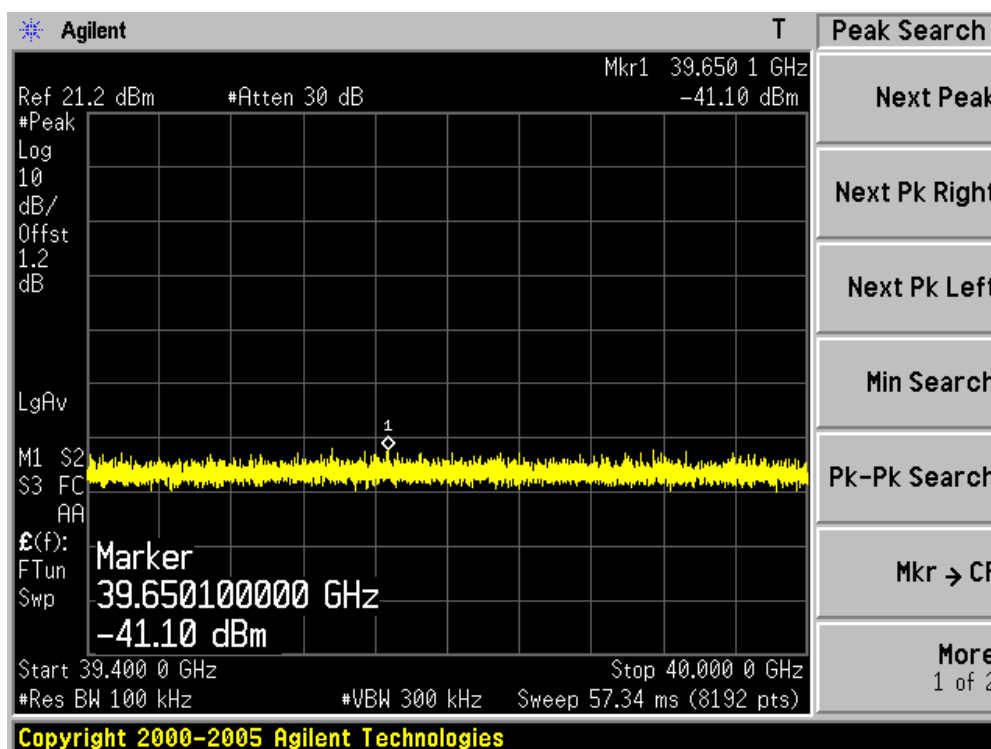 Agilent T Peak Search
Mkr1 39.650 1 GHz
Ref 21.2 dBm #Atten 30 dB -41.10 dBm
#Peak
Log
10
dB/
Offst
1.2
dB
LgAv
1
M1 S2
S3 FC
AA
£(f):
FTun
Swp
Marker
39.650100000 GHz
-41.10 dBm
Start 39.400 0 GHz Stop 40.000 0 GHz
#Res BW 100 kHz #VBW 300 kHz Sweep 57.34 ms (8192 pts)
Copyright 2000-2005 Agilent Technologies
Next Peak
Next Pk Right
Next Pk Left
Min Search
Pk-Pk Search
Mkr → CF
More
1 of 2